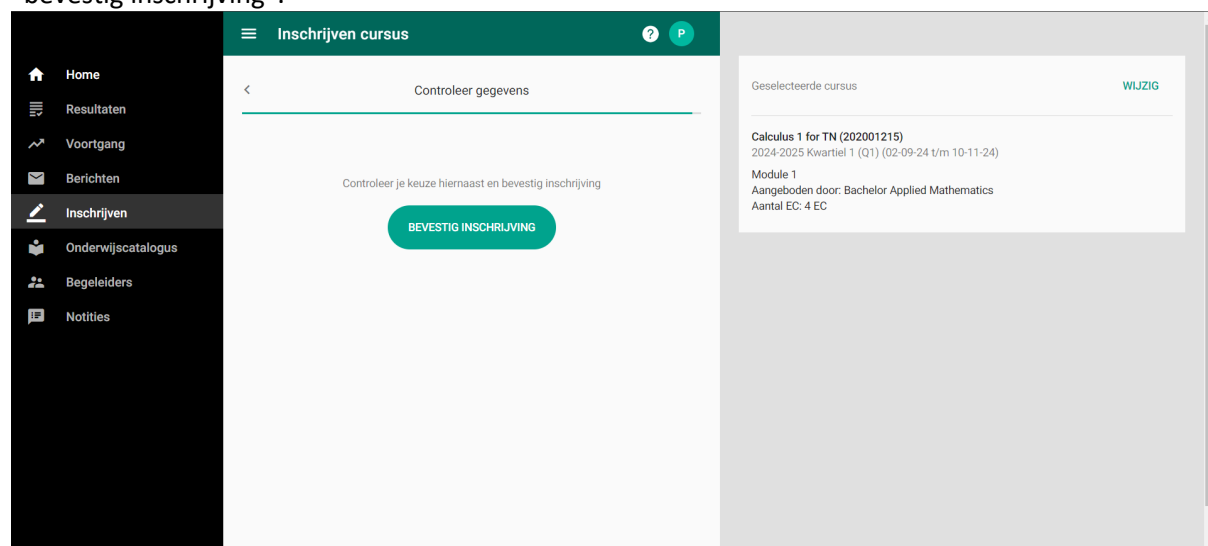 bevestig inschrijving".
Inschrijven cursus
?
P
Home
Resultaten
Voortgang
Berichten
Inschrijven
Onderwijscatalogus
Begeleiders
Notities
Controleer gegevens
Controleer je keuze hiernaast en bevestig inschrijving
BEVESTIG INSCHRIJVING
Geselecteerde cursus
WIJZIG
Calculus 1 for TN (202001215)
2024-2025 Kwartiel 1 (Q1) (02-09-24 t/m 10-11-24)
Module 1
Aangeboden door: Bachelor Applied Mathematics
Aantal EC: 4 EC